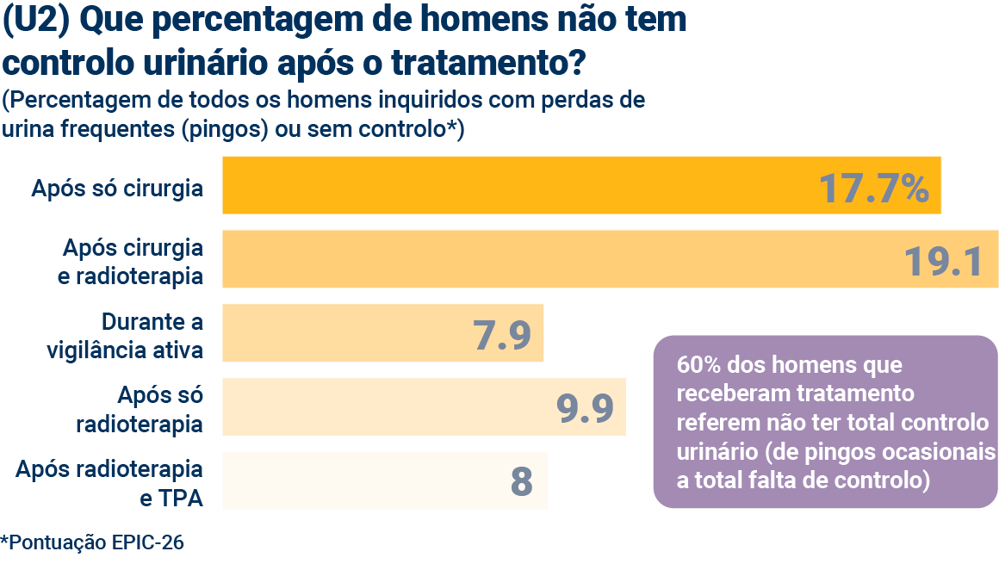 (U2) Que percentagem de homens não tem
controlo urinário após o tratamento?
(Percentagem de todos os homens inquiridos com perdas de
urina frequentes (pingos) ou sem controlo*)
Após só cirurgia
17.7%
Após cirurgia
e radioterapia
19.1
Durante a
vigilância ativa
7.9
Após só
radioterapia
9.9
Após radioterapia
e TPA
8
60% dos homens que
receberam tratamento
referem não ter total controlo
urinário (de pingos ocasionais
a total falta de controlo)
*Pontuação EPIC-26